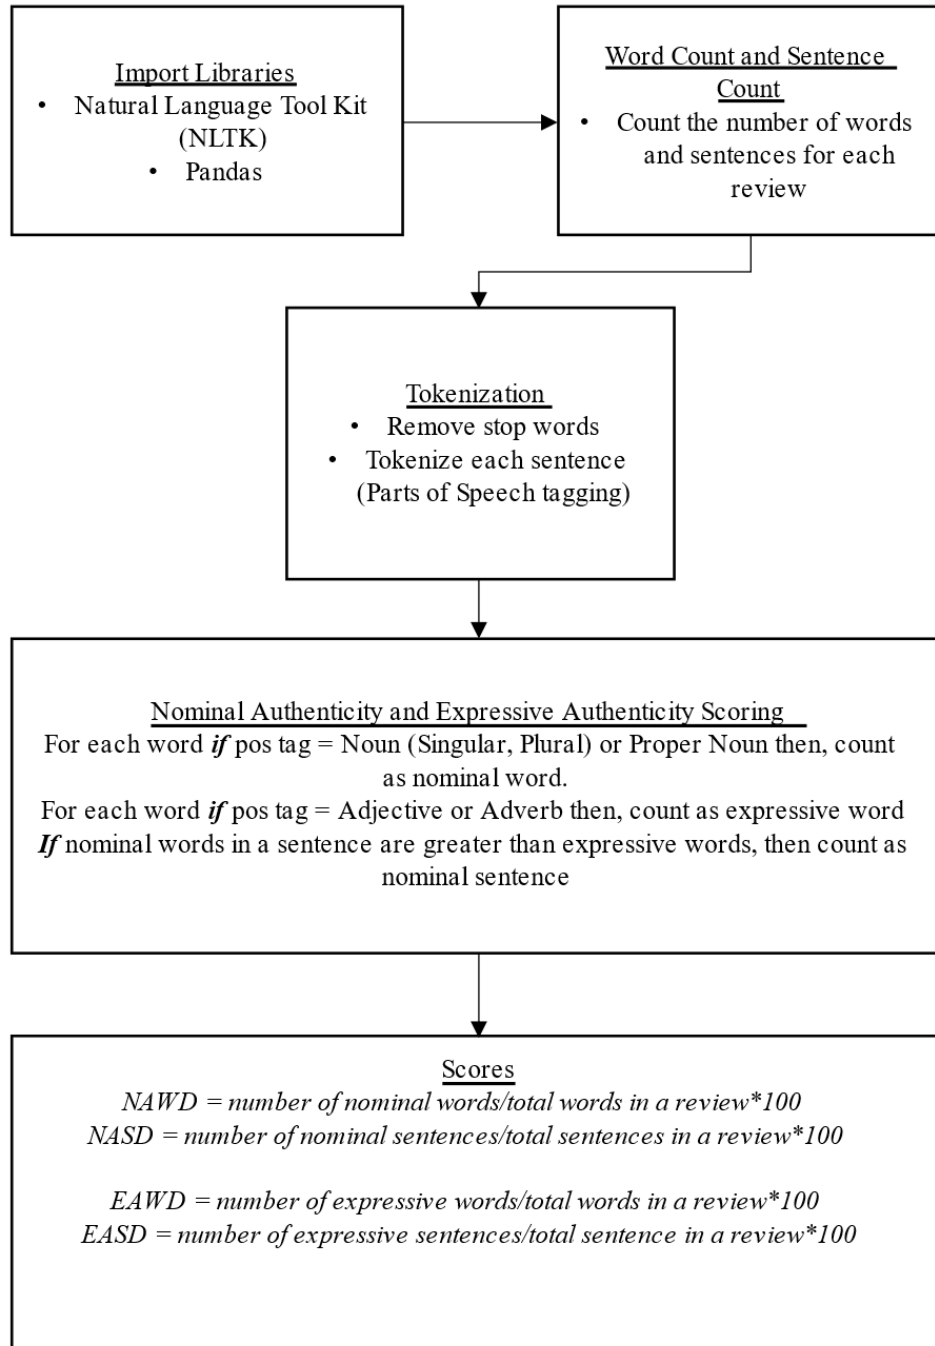 Import Libraries
• Natural Language Tool Kit
(NLTK)
• Pandas
Word Count and Sentence
Count
• Count the number of words
and sentences for each
review
Tokenization
• Remove stop words
• Tokenize each sentence
(Parts of Speech tagging)
Nominal Authenticity and Expressive Authenticity Scoring
For each word if pos tag = Noun (Singular, Plural) or Proper Noun then, count
as nominal word.
For each word if pos tag = Adjective or Adverb then, count as expressive word
If nominal words in a sentence are greater than expressive words, then count as
nominal sentence
Scores
NAWD = number of nominal words/total words in a review*100
NASD = number of nominal sentences/total sentences in a review*100
EAWD = number of expressive words/total words in a review*100
EASD = number of expressive sentences/total sentence in a review*100